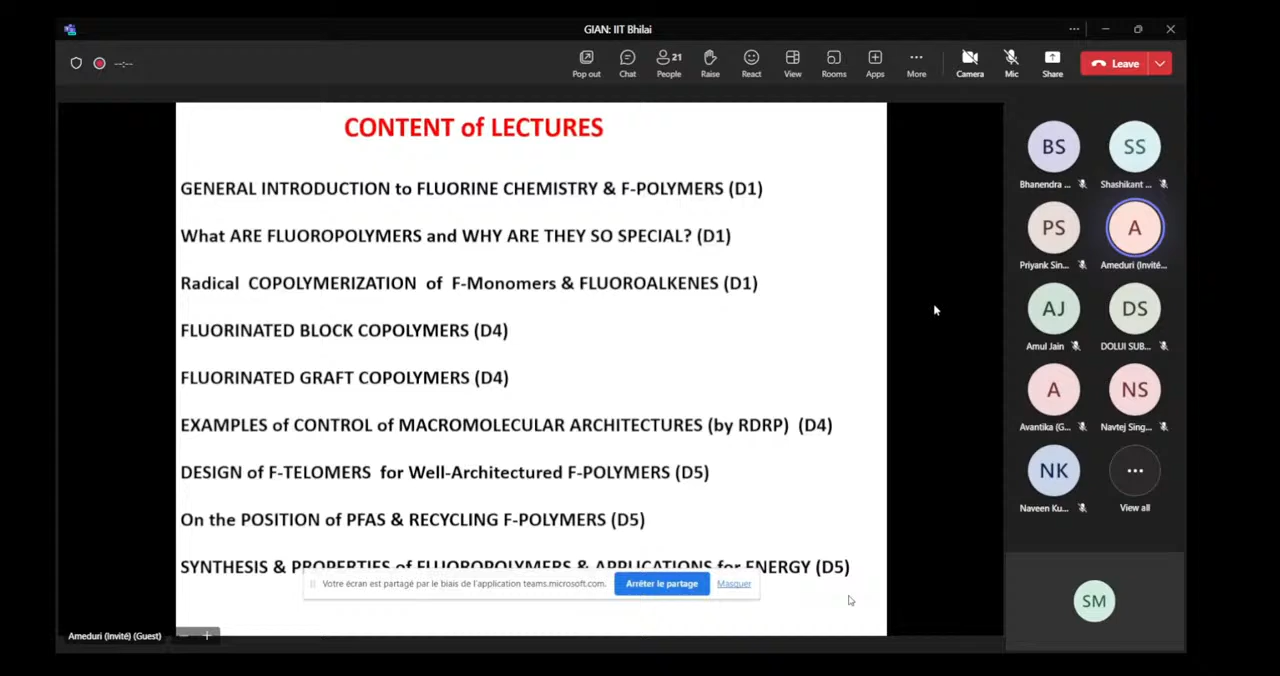 GIAN: IIT Bhilai
Pop out
Chat
21
People
Raise
React
View
Rooms
Apps
More
Camera
Mic
Share
Leave
--:--
CONTENT of LECTURES
GENERAL INTRODUCTION to FLUORINE CHEMISTRY & F-POLYMERS (D1)
What ARE FLUOROPOLYMERS and WHY ARE THEY SO SPECIAL? (D1)
Radical COPOLYMERIZATION of F-Monomers & FLUOROALKENES (D1)
FLUORINATED BLOCK COPOLYMERS (D4)
FLUORINATED GRAFT COPOLYMERS (D4)
EXAMPLES of CONTROL of MACROMOLECULAR ARCHITECTURES (by RDRP) (D4)
DESIGN of F-TELOMERS for Well-Architectured F-POLYMERS (D5)
On the POSITION of PFAS & RECYCLING F-POLYMERS (D5)
SYNTHESIS & PROPERTIES of FLUOROPOLYMERS & APPLICATIONS for ENERGY (D5)
Votre écran est partagé par le biais de l'application teams.microsoft.com.
Arrêter le partage
Masquer
Ameduri (Invité) (Guest)
BS
Bhanendra ...
SS
Shashikant ...
PS
Priyank Sin...
A
Ameduri (Invité...
AJ
Amul Jain
DS
DOLUI SUB...
A
Avantika (G...
NS
Navtej Sing...
NK
Naveen Ku...
View all
SM